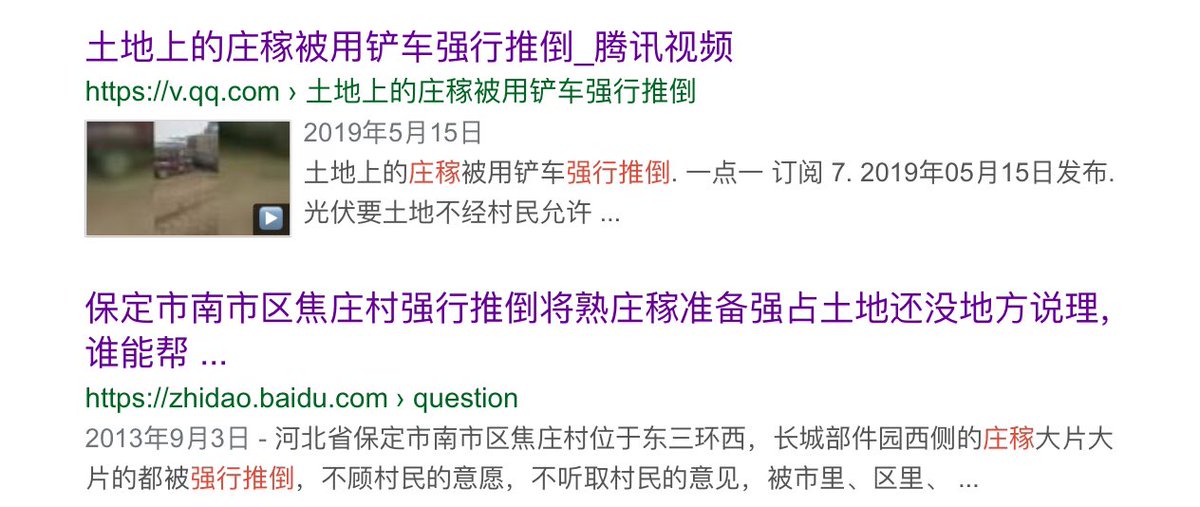 土地上的庄稼被用铲车强行推倒_腾讯视频
https://v.qq.com › 土地上的庄稼被用铲车强行推倒
2019年5月15日
土地上的庄稼被用铲车强行推倒. 一点一 订阅 7. 2019年05月15日发布.
光伏要土地不经村民允许 ...
保定市南市区焦庄村强行推倒将熟庄稼准备强占土地还没地方说理,
谁能帮 ...
https://zhidao.baidu.com › question
2013年9月3日 - 河北省保定市南市区焦庄村位于东三环西，长城部件园西侧的庄稼大片大
片的都被强行推倒，不顾村民的意愿，不听取村民的意见，被市里、区里、 ...